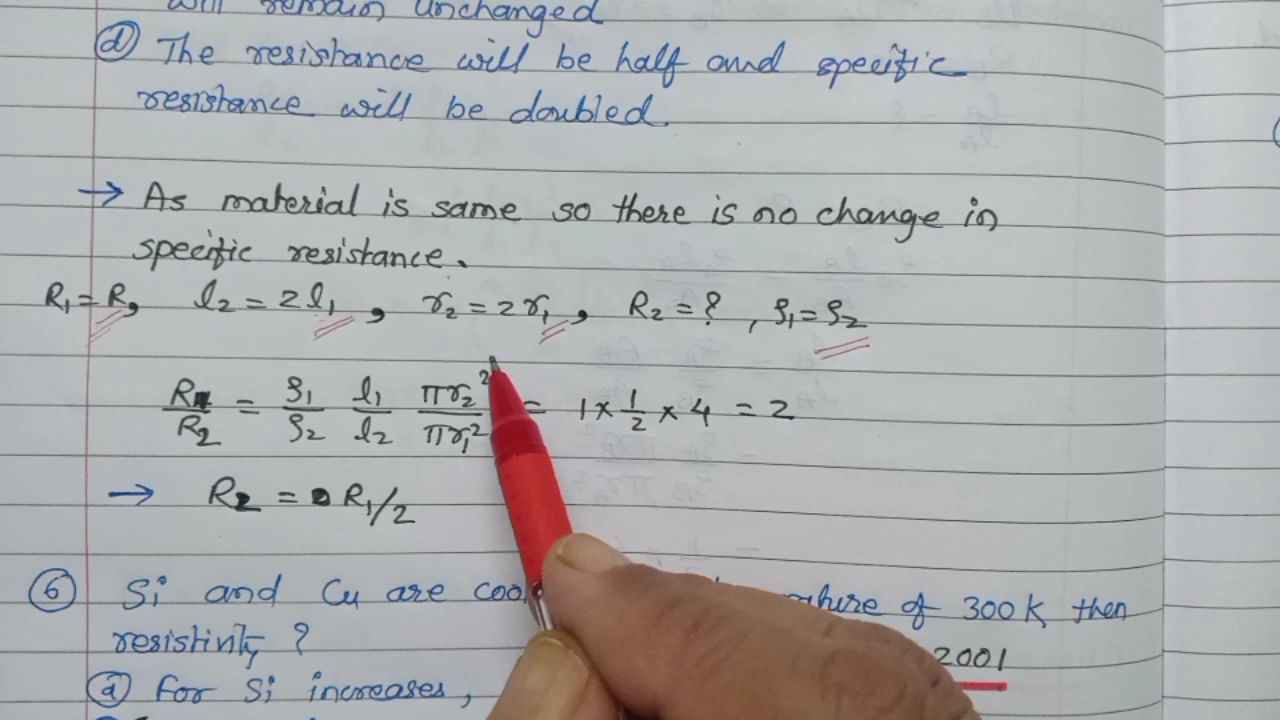 will remain unchanged
(d) The resistance will be half and specific
resistance will be doubled.
→ As material is same so there is no change in
specific resistance.
R₁ = R, l₂ = 2l₁, r₂ = 2r₁, R₂ = ?, ρ₁ = ρ₂
R₁/R₂ = ρ₁/ρ₂ l₁/l₂ πr₂²/πr₁² = 1 × 1/2 × 4 = 2
→ R₂ = R₁/2
(6) Si and Cu are of 300K then
resistivity ?
2001
(a) For Si increases,